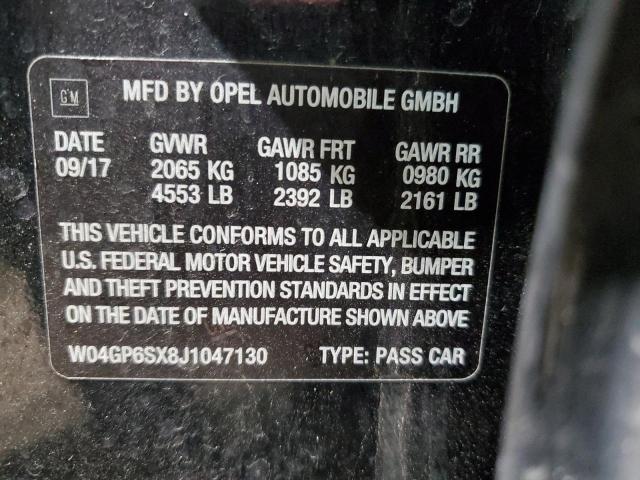 GM MFD BY OPEL AUTOMOBILE GMBH
DATE GVWR GAWR FRT GAWR RR
09/17 2065 KG 1085 KG 0980 KG
4553 LB 2392 LB 2161 LB
THIS VEHICLE CONFORMS TO ALL APPLICABLE
U.S. FEDERAL MOTOR VEHICLE SAFETY, BUMPER
AND THEFT PREVENTION STANDARDS IN EFFECT
ON THE DATE OF MANUFACTURE SHOWN ABOVE
W04GP6SX8J1047130 TYPE: PASS CAR